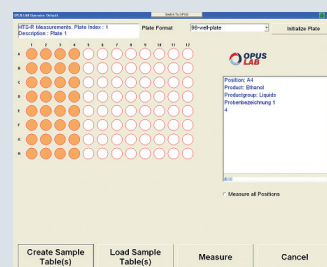 HTS-R Measurements. Plate Index : 1
Description : Plate 1
Plate Format
96-well-plate
Initialize Plate
1 2 3 4 5 6 7 8 9 10 11 12
A
B
C
D
E
F
G
H
OPUS
LAB
Position: A4
Product: Ethanol
Productgroup: Liquids
Probenbezeichnung 1
4
Measure all Positions
Create Sample
Table(s)
Load Sample
Table(s)
Measure
Cancel